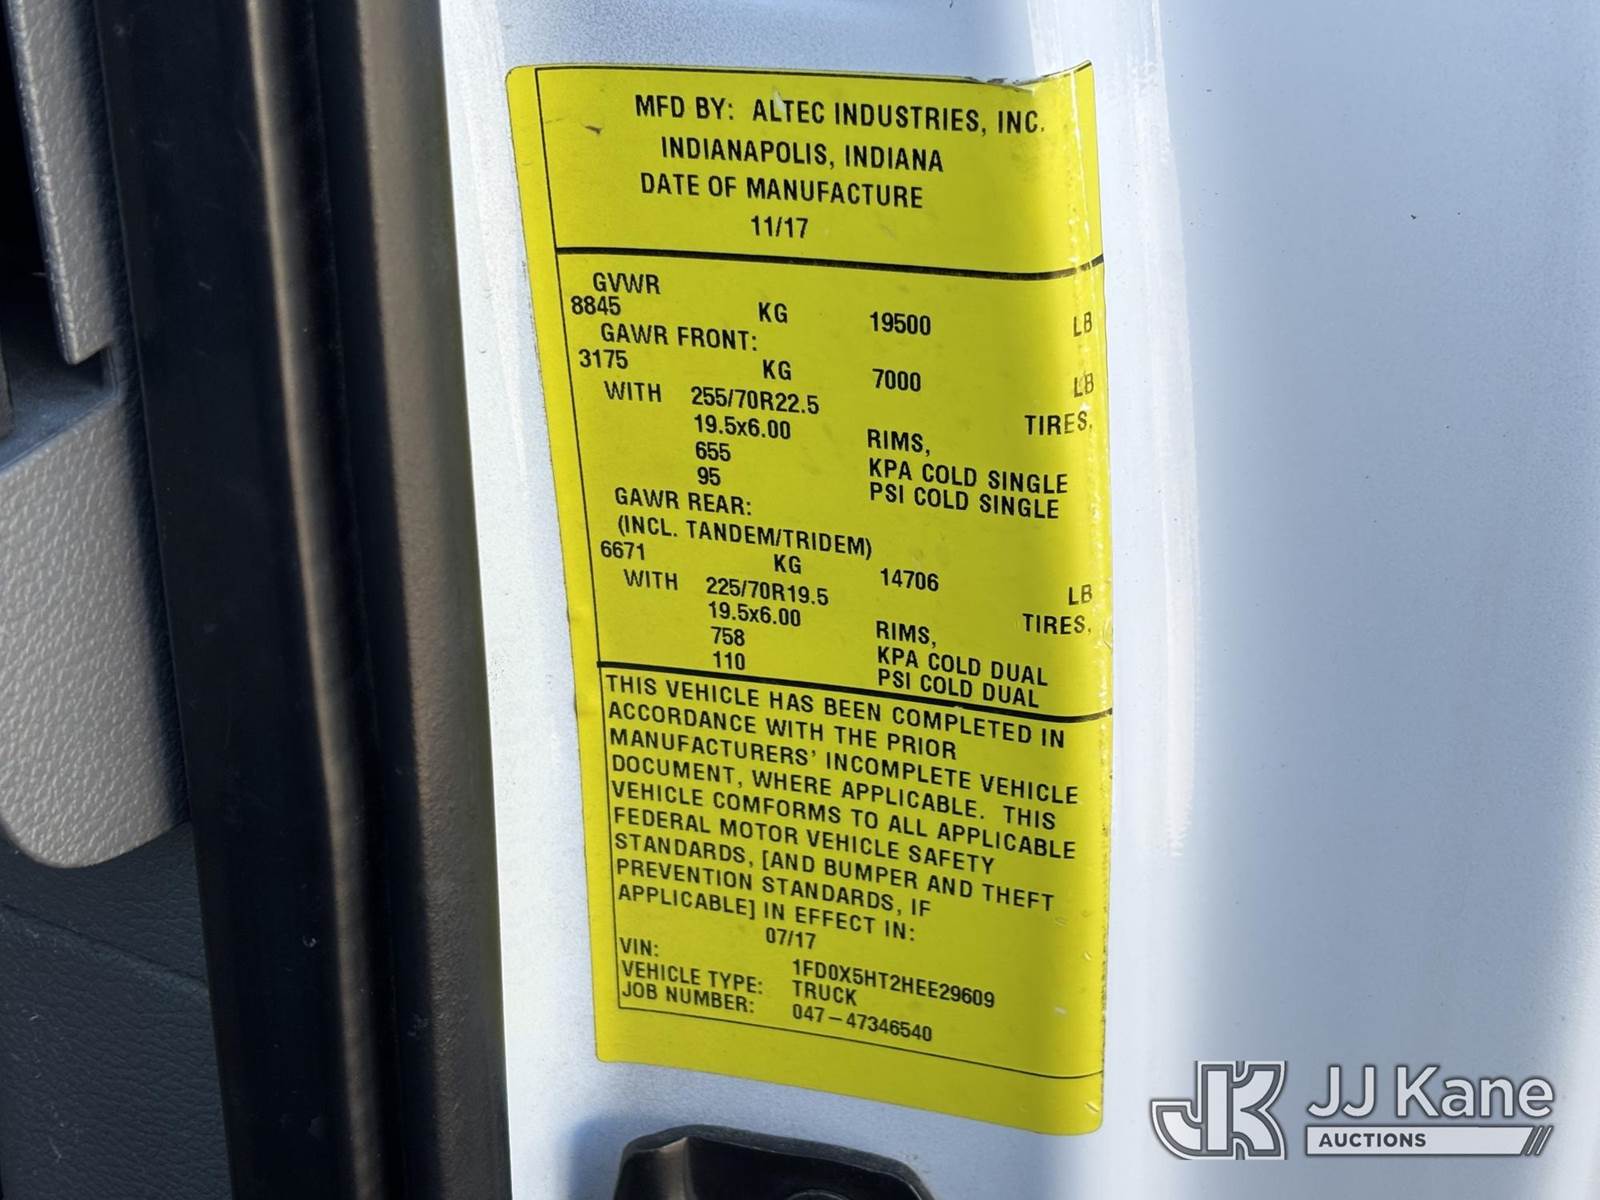 MFD BY: ALTEC INDUSTRIES, INC.
INDIANAPOLIS, INDIANA
DATE OF MANUFACTURE
11/17
GVWR
8845 KG 19500 LB
GAWR FRONT:
3175 KG 7000 LB
WITH 255/70R22.5 TIRES,
19.5x6.00 RIMS,
655 KPA COLD SINGLE
95 PSI COLD SINGLE
GAWR REAR:
(INCL. TANDEM/TRIDEM)
6671 KG 14706 LB
WITH 225/70R19.5 TIRES,
19.5x6.00 RIMS,
758 KPA COLD DUAL
110 PSI COLD DUAL
THIS VEHICLE HAS BEEN COMPLETED IN
ACCORDANCE WITH THE PRIOR
MANUFACTURERS' INCOMPLETE VEHICLE
DOCUMENT, WHERE APPLICABLE. THIS
VEHICLE COMFORMS TO ALL APPLICABLE
FEDERAL MOTOR VEHICLE SAFETY
STANDARDS, [AND BUMPER AND THEFT
PREVENTION STANDARDS, IF
APPLICABLE] IN EFFECT IN:
07/17
VIN: 1FD0X5HT2HEE29609
VEHICLE TYPE: TRUCK
JOB NUMBER: 047-47346540
JK JJ Kane
AUCTIONS